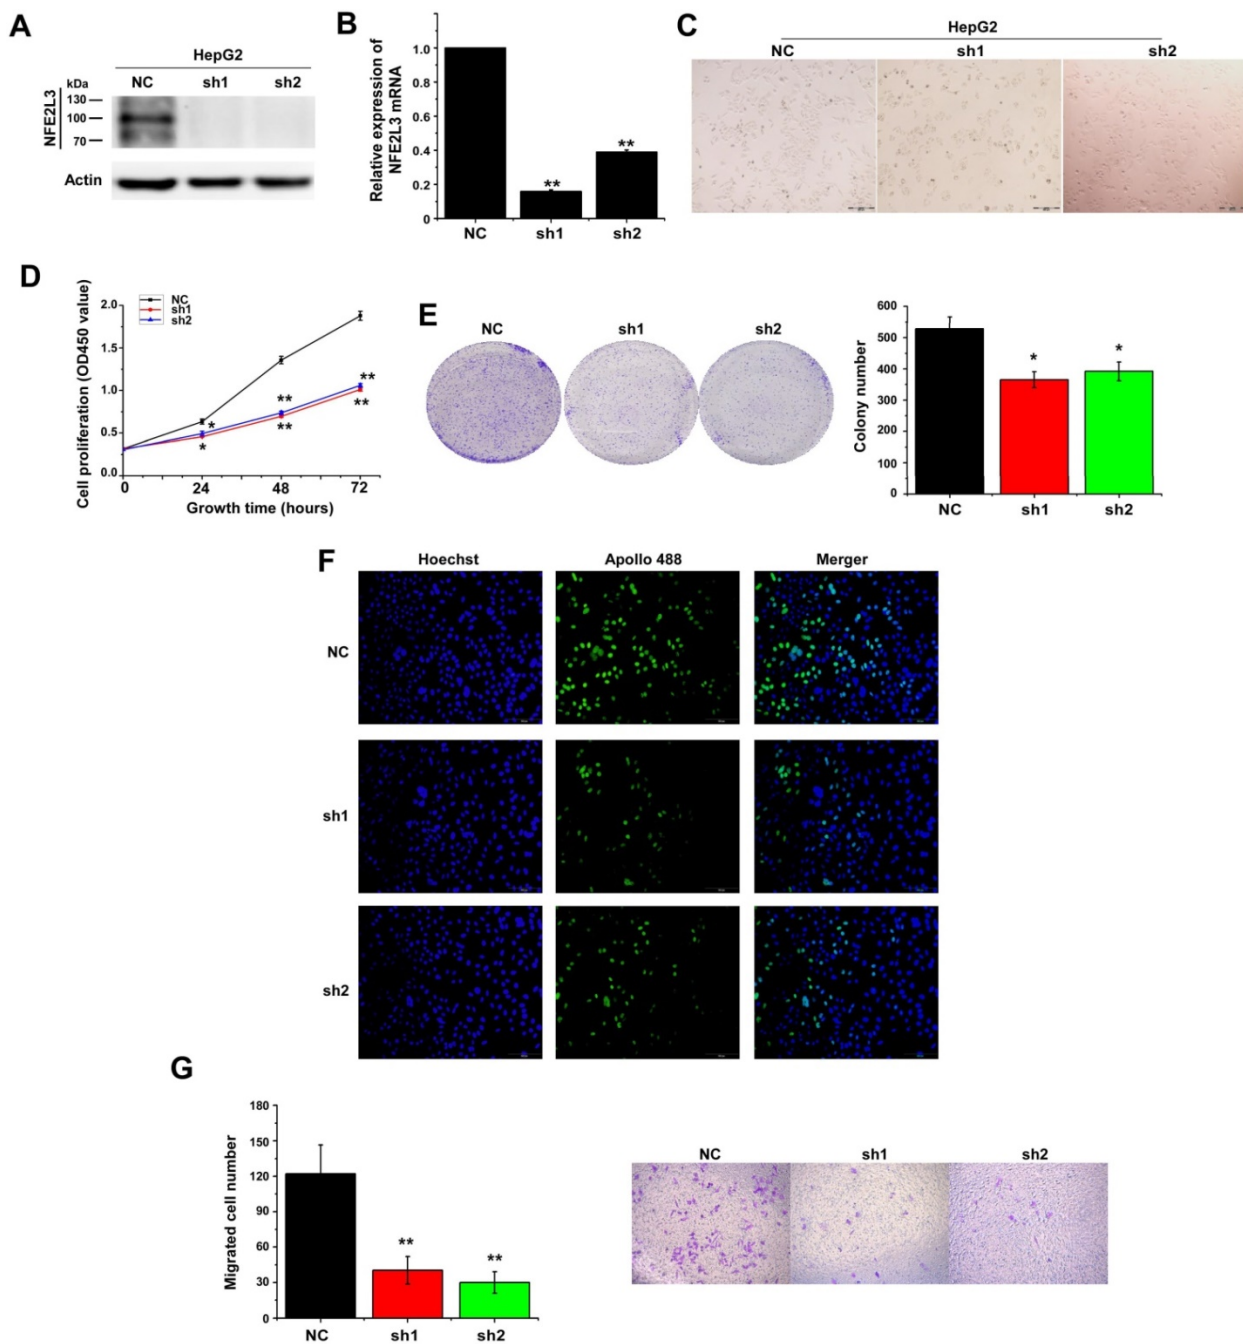 A
HepG2
kDa NC sh1 sh2
NFE2L3
130
100
70
Actin
B
Relative expression of
NFE2L3 mRNA
1.0
0.8
0.6
0.4
0.2
0
** **
NC sh1 sh2
C
HepG2
NC sh1 sh2
D
Cell proliferation (OD450 value)
2.0
1.5
1.0
0.5
0.0
NC
sh1
sh2
* ** **
* ** **
0 24 48 72
Growth time (hours)
E
NC sh1 sh2
Colony number
600
500
400
300
200
100
0
* *
NC sh1 sh2
F
Hoechst Apollo 488 Merger
NC
sh1
sh2
G
Migrated cell number
180
150
120
90
60
30
0
** **
NC sh1 sh2
NC sh1 sh2